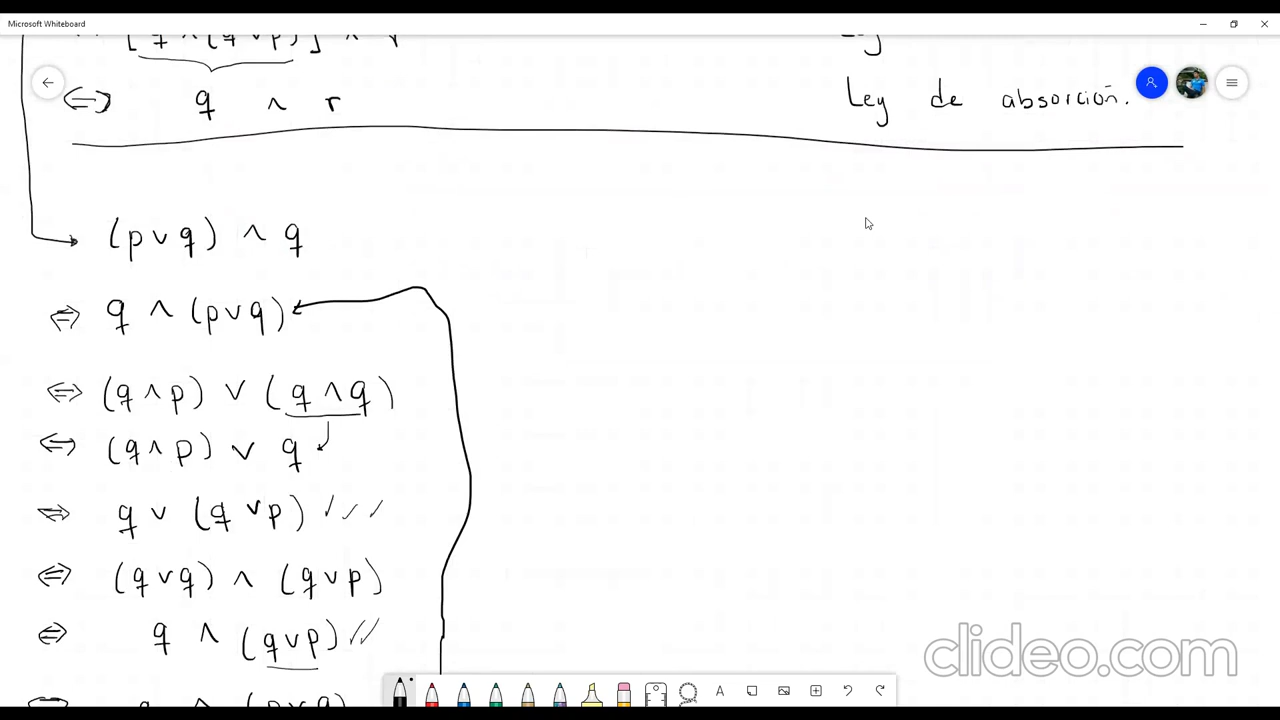 Microsoft Whiteboard
[q ∧ (q ∨ p)] ∧ r
⇔ q ∧ r Ley de absorción.
(p ∨ q) ∧ q
⇔ q ∧ (p ∨ q)
⇔ (q ∧ p) ∨ (q ∧ q)
⇔ (q ∧ p) ∨ q
⇔ q ∨ (q ∨ p) ✓✓✓
⇔ (q ∨ q) ∧ (q ∨ p)
⇔ q ∧ (q ∨ p) ✓✓
⇔ q ∧ (p ∨ q)
clideo.com